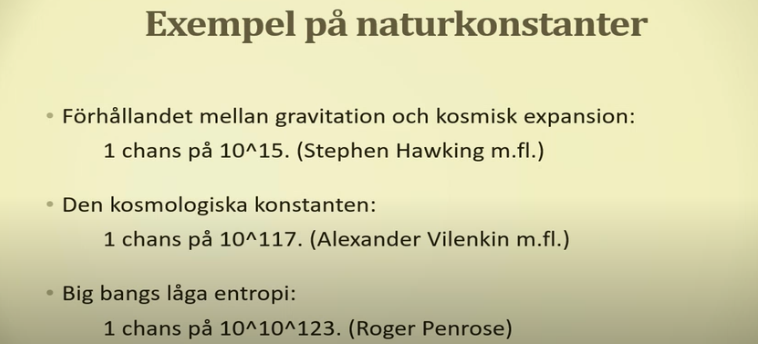 Exempel på naturkonstanter
• Förhållandet mellan gravitation och kosmisk expansion:
1 chans på 10^15. (Stephen Hawking m.fl.)
• Den kosmologiska konstanten:
1 chans på 10^117. (Alexander Vilenkin m.fl.)
• Big bangs låga entropi:
1 chans på 10^10^123. (Roger Penrose)